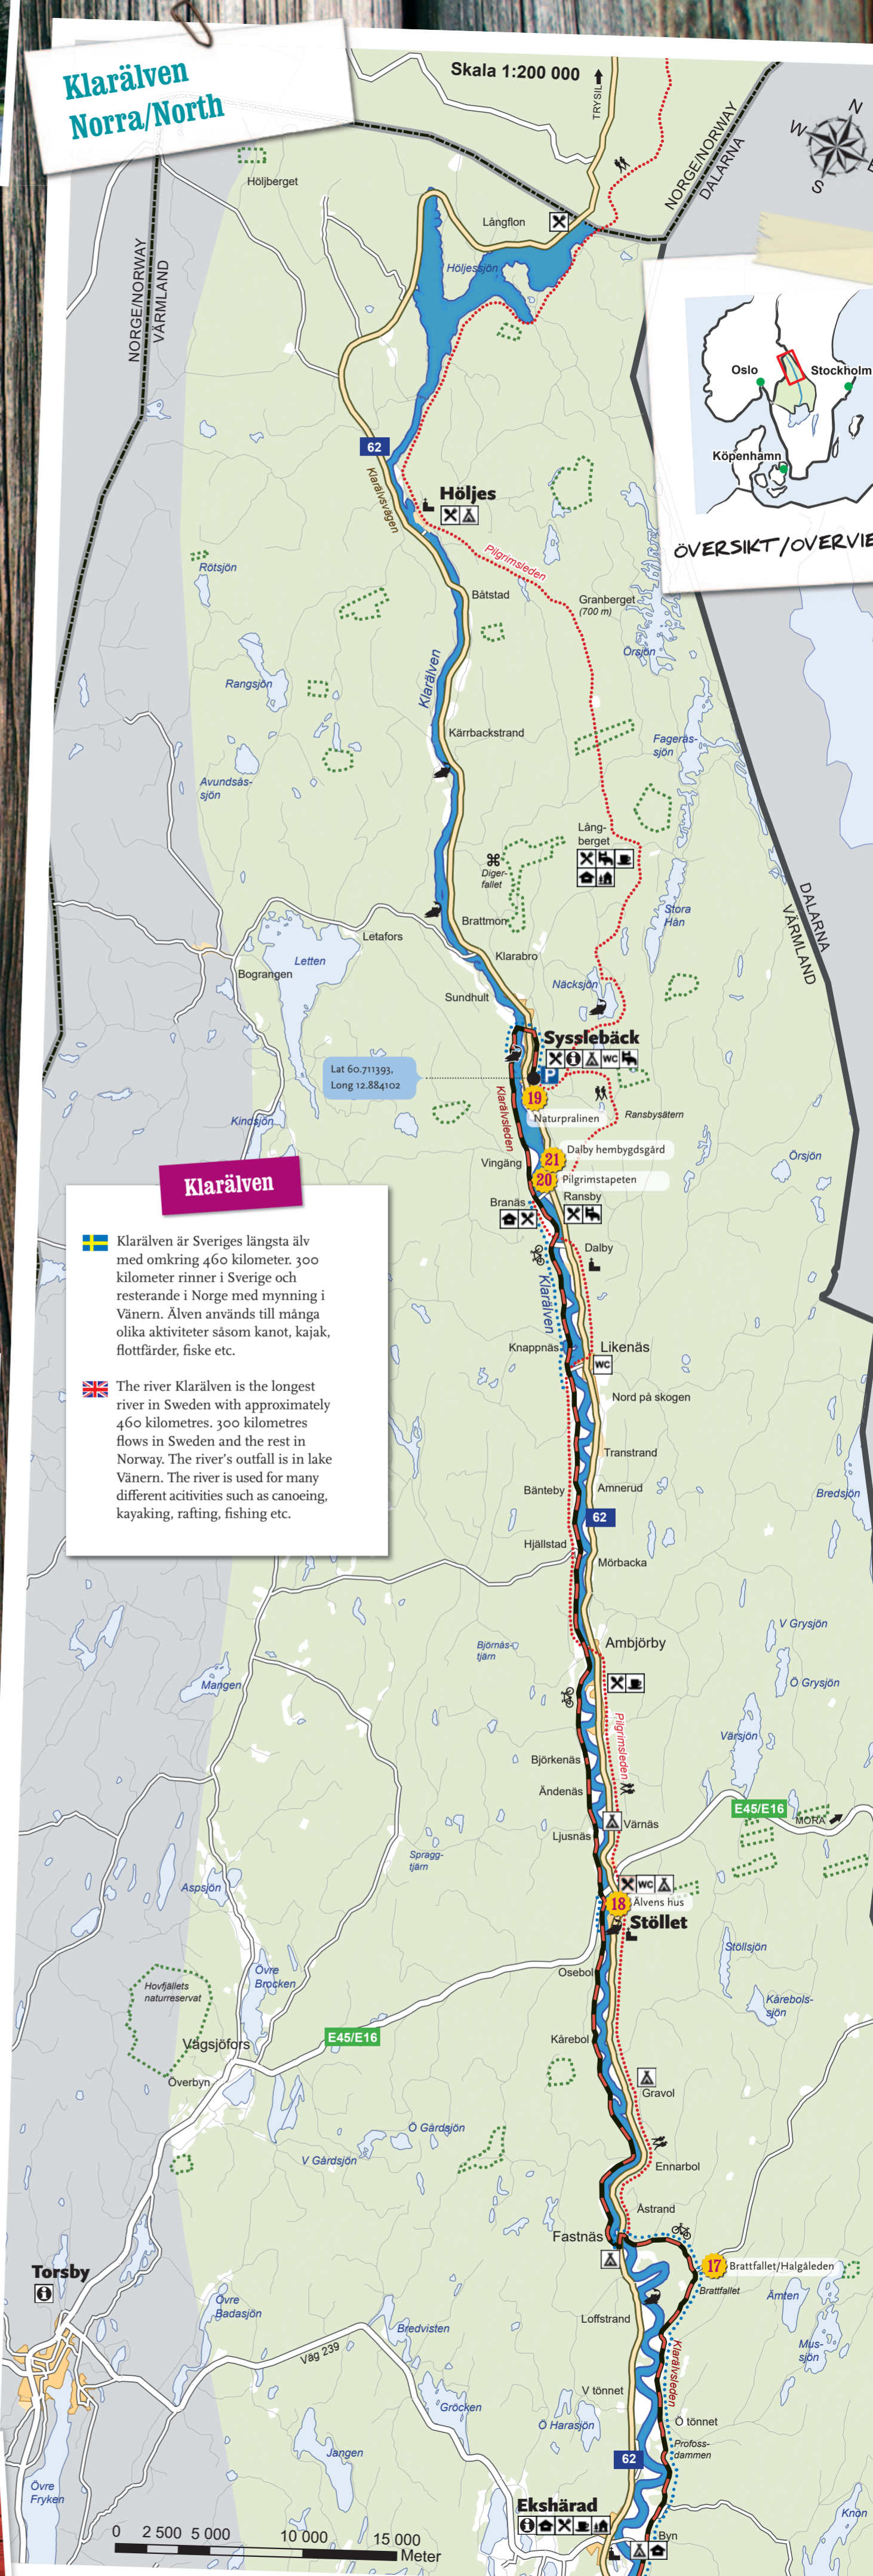 Klarälven
Norra/North
Skala 1:200 000
TRYSIL
NORGE/NORWAY
DALARNA
N
W
E
S
Höljberget
Långflon
Höljessjön
NORGE/NORWAY
VÄRMLAND
Oslo
Stockholm
Köpenhamn
ÖVERSIKT/OVERVIE
62
Klarälvsvägen
Höljes
Pilgrimsleden
Rötsjön
Båtstad
Granberget
(700 m)
Örsjön
Klarälven
Rangsjön
Kärrbackstrand
Fageräs-
sjön
Avundsås-
sjön
Lång-
berget
Diger-
fallet
Stora
Hån
DALARNA
VÄRMLAND
Brattmon
Letafors
Klarabro
Letten
Bograngen
Näcksjön
Sundhult
Sysslebäck
WC
Lat 60.711393,
Long 12.884102
P
19
Naturpralinen
Ransbysätern
Klarälvsleden
Kindsjön
21
Dalby hembygdsgård
Örsjön
Vingäng
20
Pilgrimstapeten
Branäs
Ransby
Klarälven
Dalby
Klarälven är Sveriges längsta älv
med omkring 460 kilometer. 300
kilometer rinner i Sverige och
resterande i Norge med mynning i
Vänern. Älven används till många
olika aktiviteter såsom kanot, kajak,
flottfärder, fiske etc.
The river Klarälven is the longest
river in Sweden with approximately
460 kilometres. 300 kilometres
flows in Sweden and the rest in
Norway. The river's outfall is in lake
Vänern. The river is used for many
different acitivities such as canoeing,
kayaking, rafting, fishing etc.
Klarälven
Knappnäs
Likenäs
WC
Nord på skogen
Transtrand
Bänteby
Amnerud
Bredsjön
62
Hjällstad
Mörbacka
V Grysjön
Björnås-
tjärn
Ambjörby
Mangen
Ö Grysjön
Pilgrimsleden
Värsjön
Björkenäs
Ändenäs
E45/E16
MORA
Värnäs
Ljusnäs
Spragg-
tjärn
Aspsjön
WC
18
Älvens hus
Stöllet
Stöllsjön
Övre
Brocken
Osebol
Hovfjällets
naturreservat
Kårebols-
sjön
E45/E16
Kårebol
Vägsjöfors
Överbyn
Gravol
Ö Gårdsjön
V Gårdsjön
Ennarbol
Åstrand
Fastnäs
17
Brattfallet/Halgåleden
Torsby
Brattfallet
Ämten
Övre
Badasjön
Loffstrand
Bredvisten
Mus-
sjön
Väg 239
Klarälvsleden
V tönnet
Gröcken
Ö Harasjön
Ö tönnet
Profoss-
dammen
Jangen
62
Övre
Fryken
Ekshärad
Knon
Byn
0 2 500 5 000 10 000 15 000
Meter